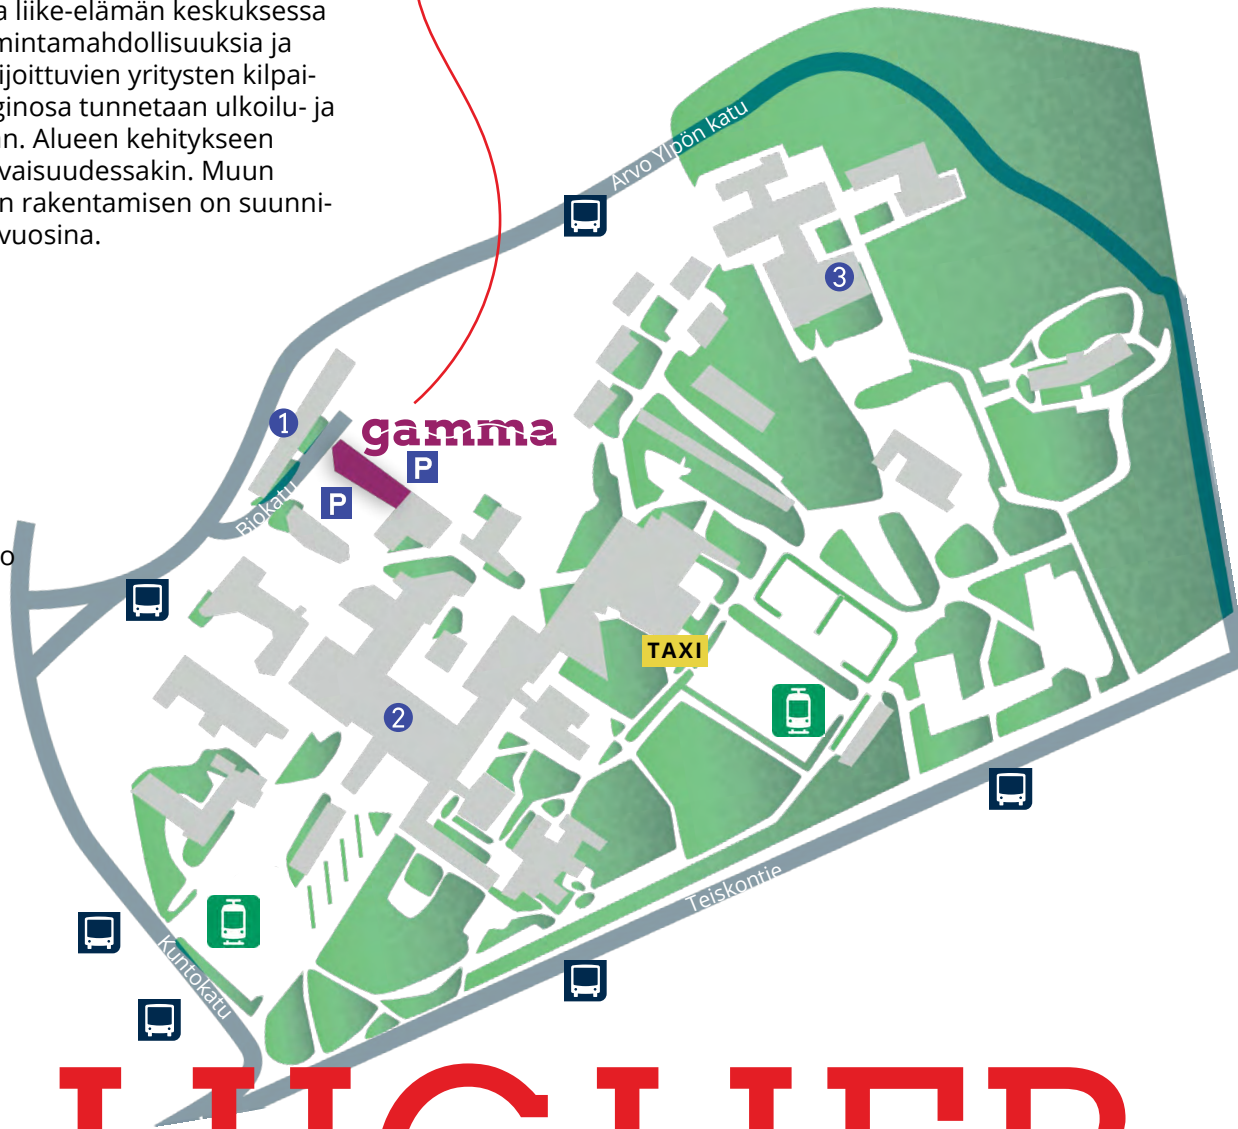 a liike-elämän keskuksessa
mintamahdollisuuksia ja
ijoittuvien yritysten kilpai-
ginosa tunnetaan ulkoilu- ja
n. Alueen kehitykseen
vaisuudessakin. Muun
n rakentamisen on suunni-
vuosina.
Arvo Ylpön katu
3
1
gamma
P
P
Biokatu
o
TAXI
2
Teiskontie
Kuntokatu
HIGHER